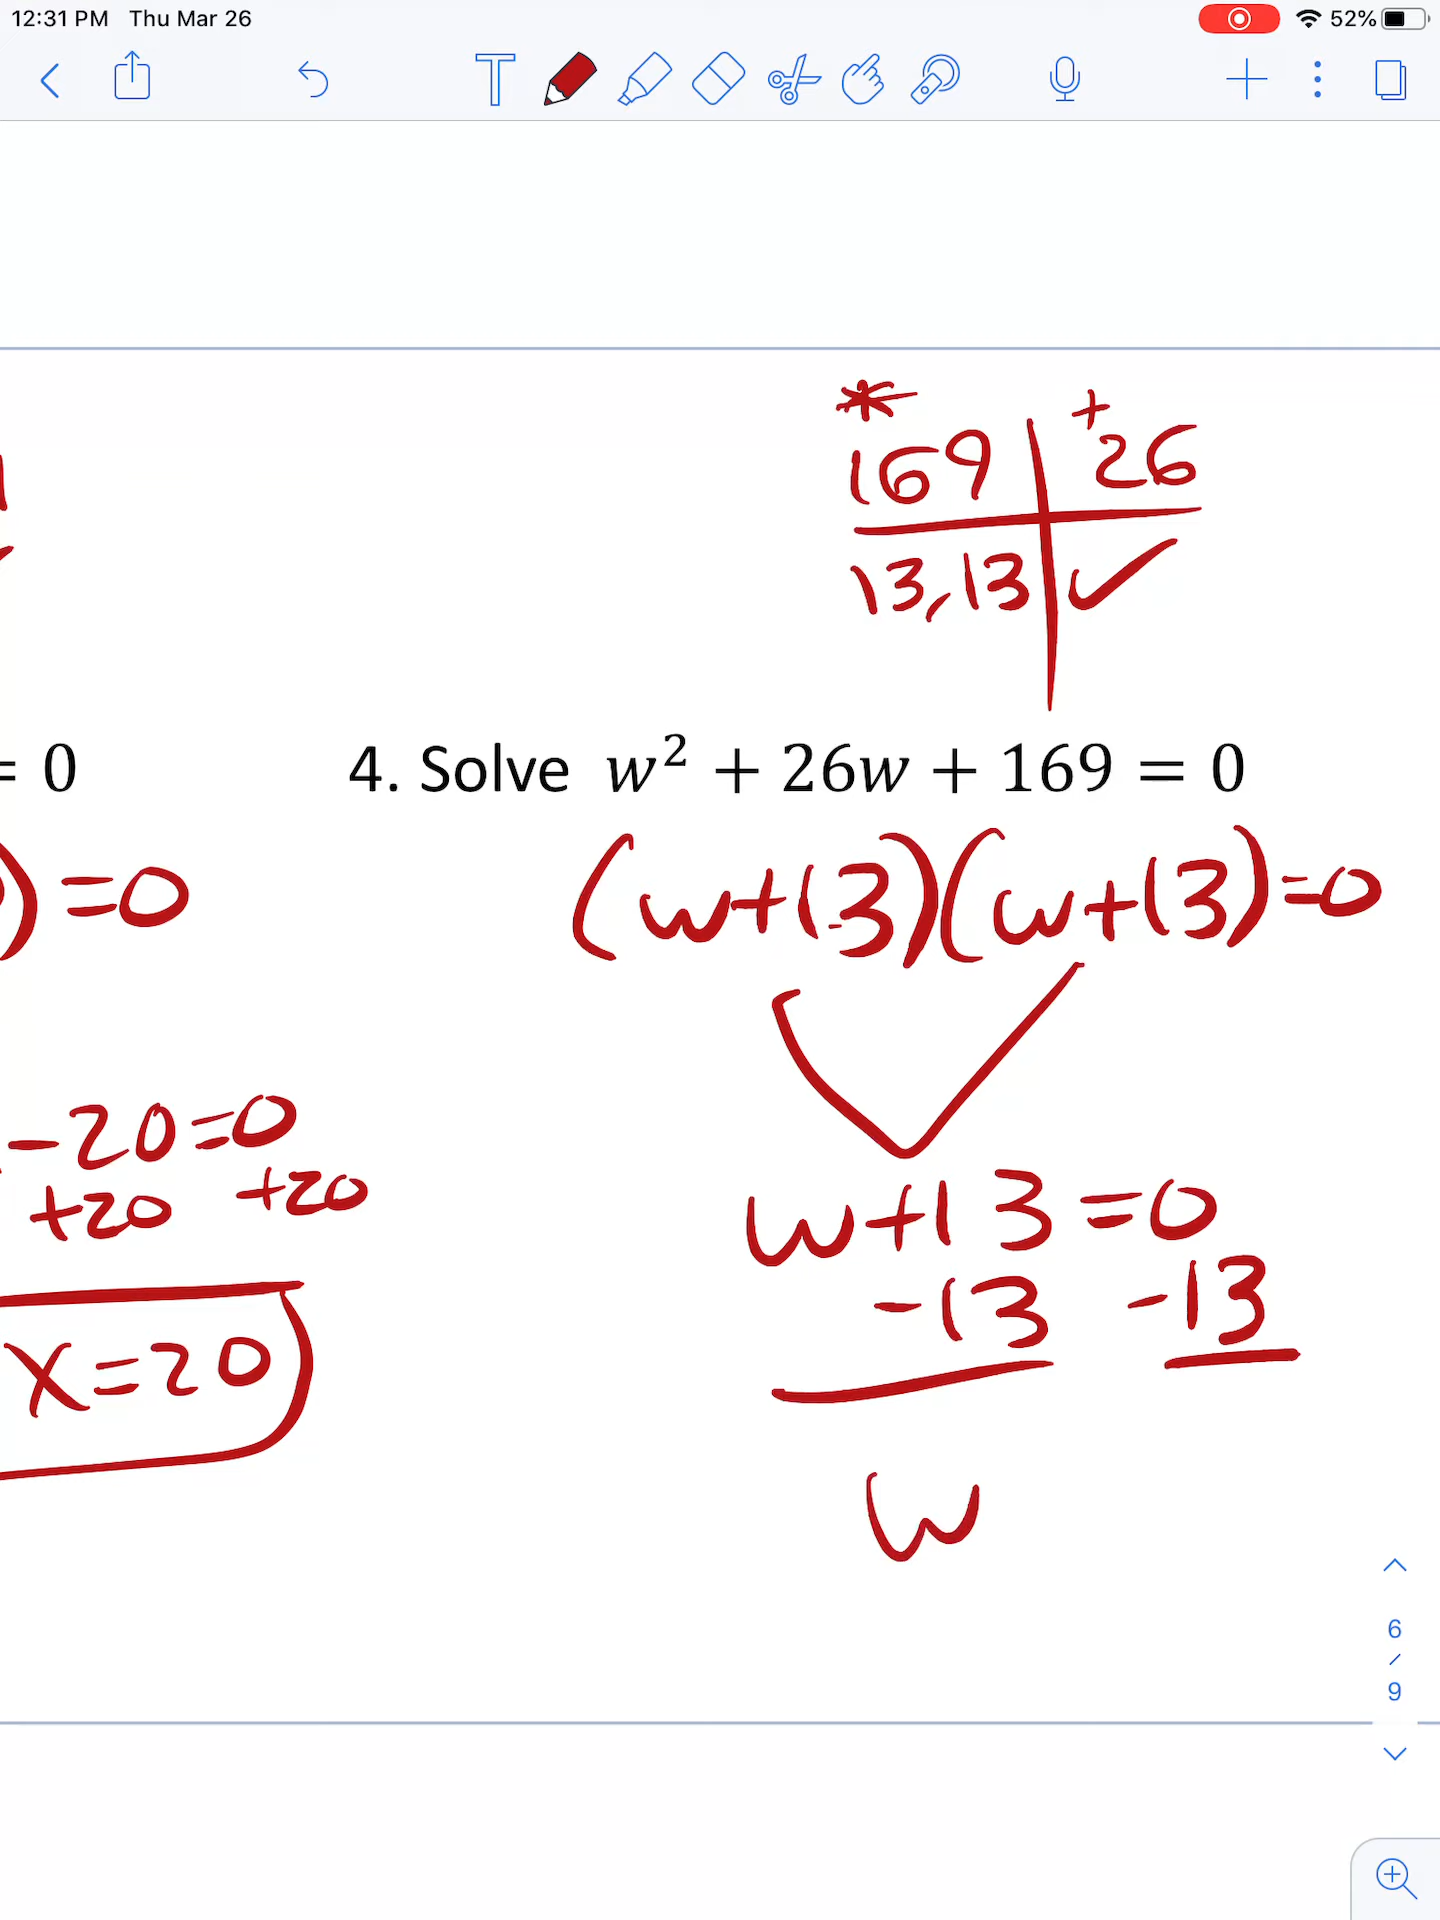 12:31 PM Thu Mar 26
52%
T
* +
169 26
13,13 ✓
= 0
4. Solve w² + 26w + 169 = 0
) =0
(w+13)(w+13)=0
-20=0
+20 +20
w+13=0
-13 -13
x=20
w
6
/
9